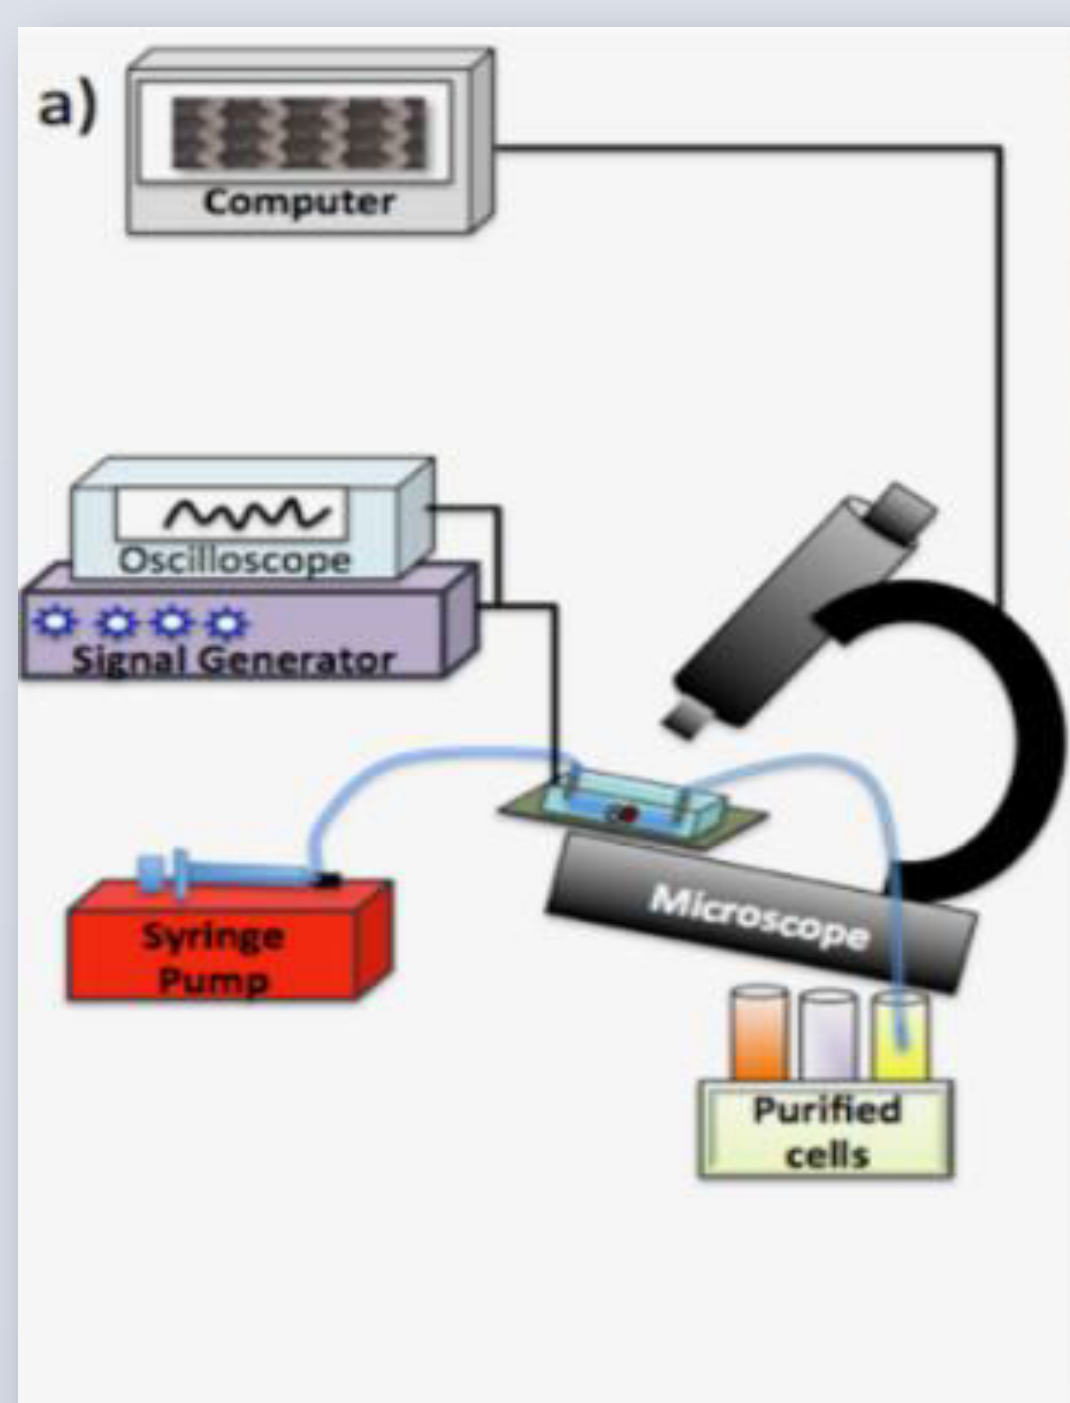 a)
Computer
Oscilloscope
Signal Generator
Microscope
Syringe
Pump
Purified
cells